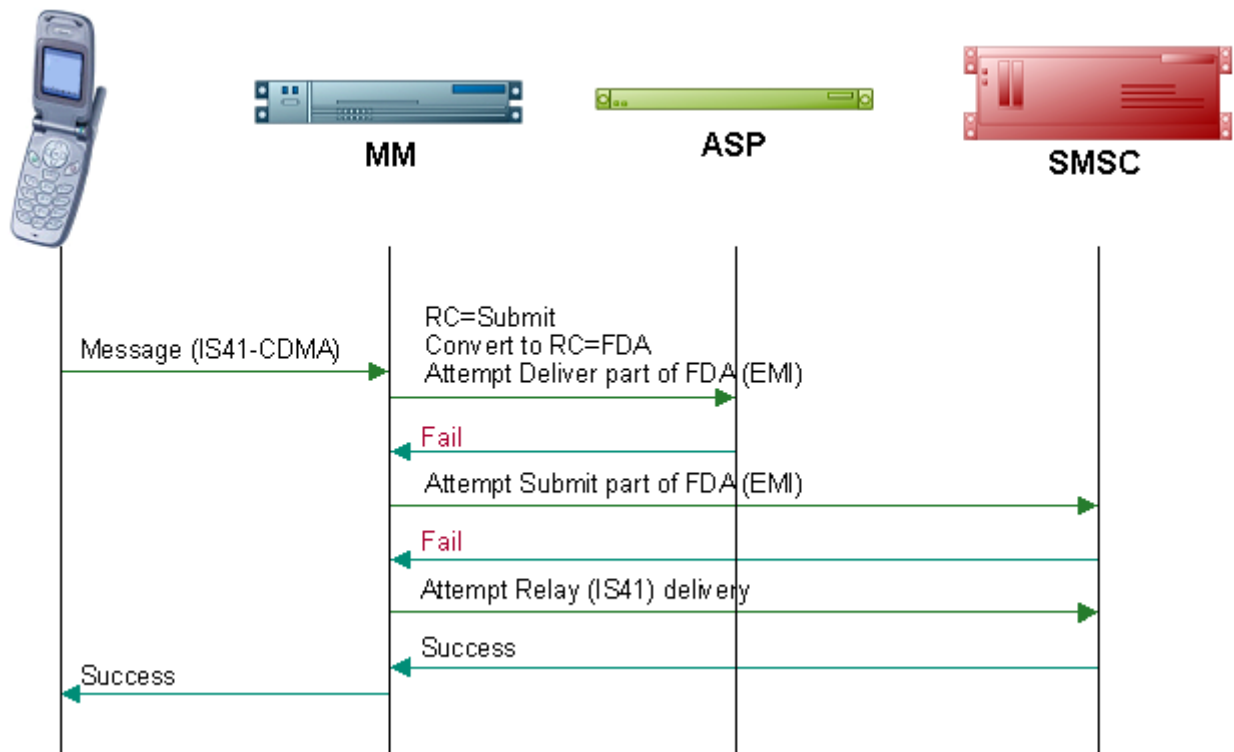 MM
ASP
SMSC
RC=Submit
Convert to RC=FDA
Message (IS41-CDMA)
Attempt Deliver part of FDA (EMI)
Fail
Attempt Submit part of FDA (EMI)
Fail
Attempt Relay (IS41) delivery
Success
Success